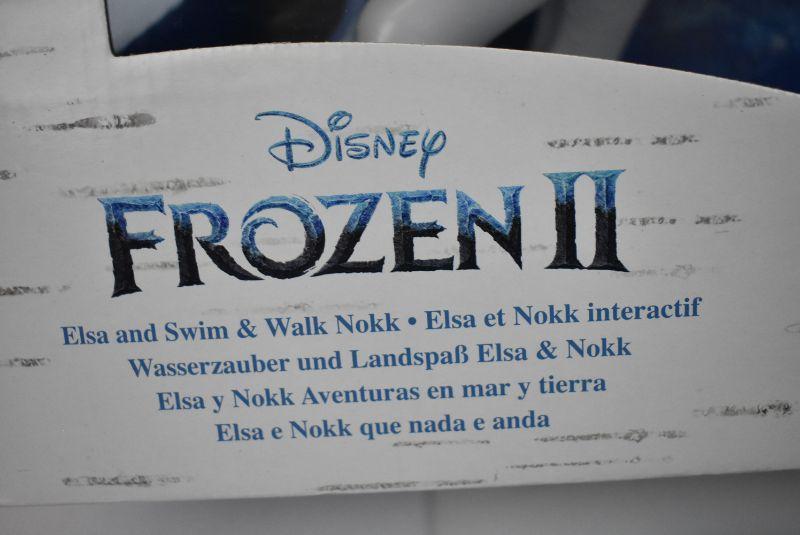 Disney
FROZEN II
Elsa and Swim & Walk Nokk • Elsa et Nokk interactif
Wasserzauber und Landspaß Elsa & Nokk
Elsa y Nokk Aventuras en mar y tierra
Elsa e Nokk que nada e anda